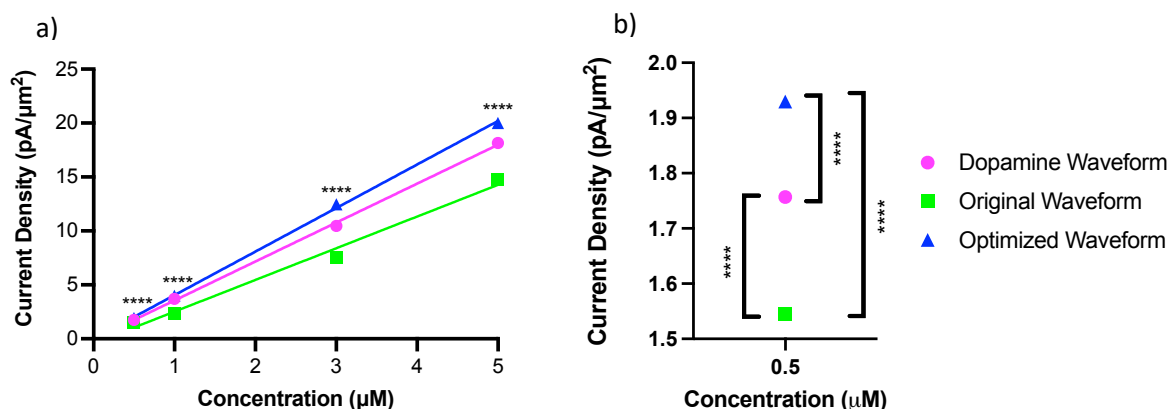 a)
Current Density (pA/μm²)
25
20
15
10
5
0
****
****
****
****
0 1 2 3 4 5
Concentration (μM)
b)
Current Density (pA/μm²)
2.0
1.9
1.8
1.7
1.6
1.5
****
****
****
0.5
Concentration (μM)
Dopamine Waveform
Original Waveform
Optimized Waveform